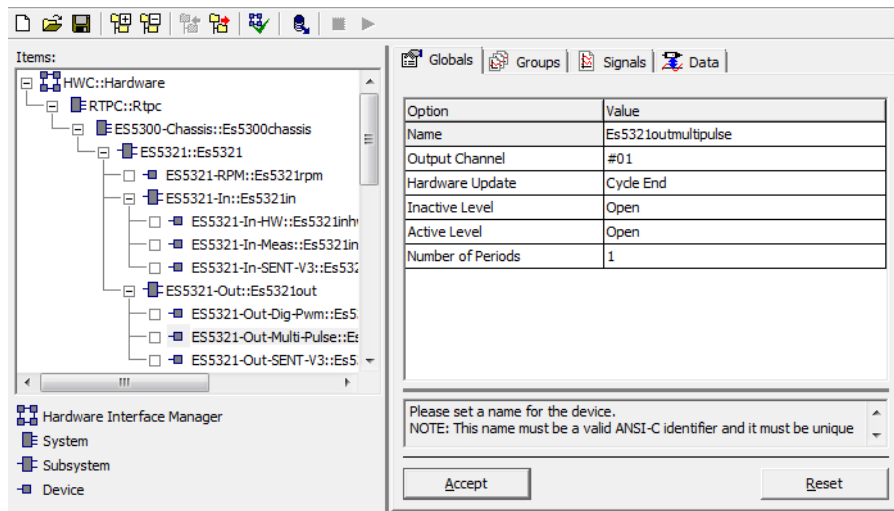 Items:
HWC::Hardware
RTPC::Rtpc
ES5300-Chassis::Es5300chassis
ES5321::Es5321
ES5321-RPM::Es5321rpm
ES5321-In::Es5321in
ES5321-In-HW::Es5321inh
ES5321-In-Meas::Es5321in
ES5321-In-SENT-V3::Es532
ES5321-Out::Es5321out
ES5321-Out-Dig-Pwm::Es5
ES5321-Out-Multi-Pulse::Es
ES5321-Out-SENT-V3::Es5
Hardware Interface Manager
System
Subsystem
Device
Globals Groups Signals Data
Option Value
Name Es5321outmultipulse
Output Channel #01
Hardware Update Cycle End
Inactive Level Open
Active Level Open
Number of Periods 1
Please set a name for the device.
NOTE: This name must be a valid ANSI-C identifier and it must be unique
Accept Reset